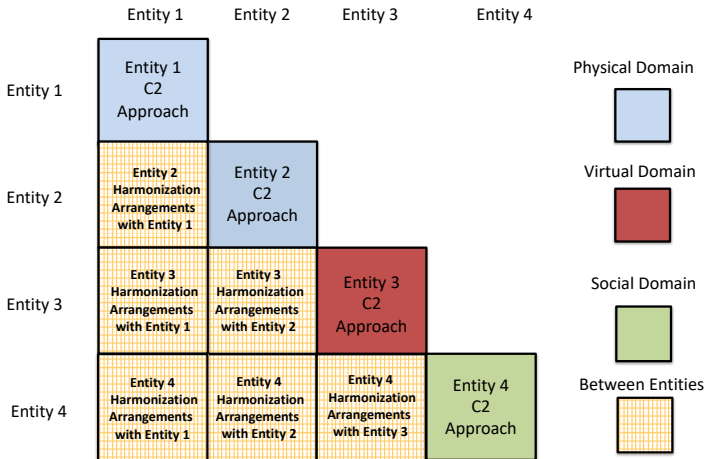 Entity 1
Entity 2
Entity 3
Entity 4
Entity 1
Entity 1
C2
Approach
Physical Domain
Entity 2
Entity 2
Harmonization
Arrangements
with Entity 1
Entity 2
C2
Approach
Virtual Domain
Entity 3
Entity 3
Harmonization
Arrangements
with Entity 1
Entity 3
Harmonization
Arrangements
with Entity 2
Entity 3
C2
Approach
Social Domain
Entity 4
Entity 4
Harmonization
Arrangements
with Entity 1
Entity 4
Harmonization
Arrangements
with Entity 2
Entity 4
Harmonization
Arrangements
with Entity 3
Entity 4
C2
Approach
Between Entities